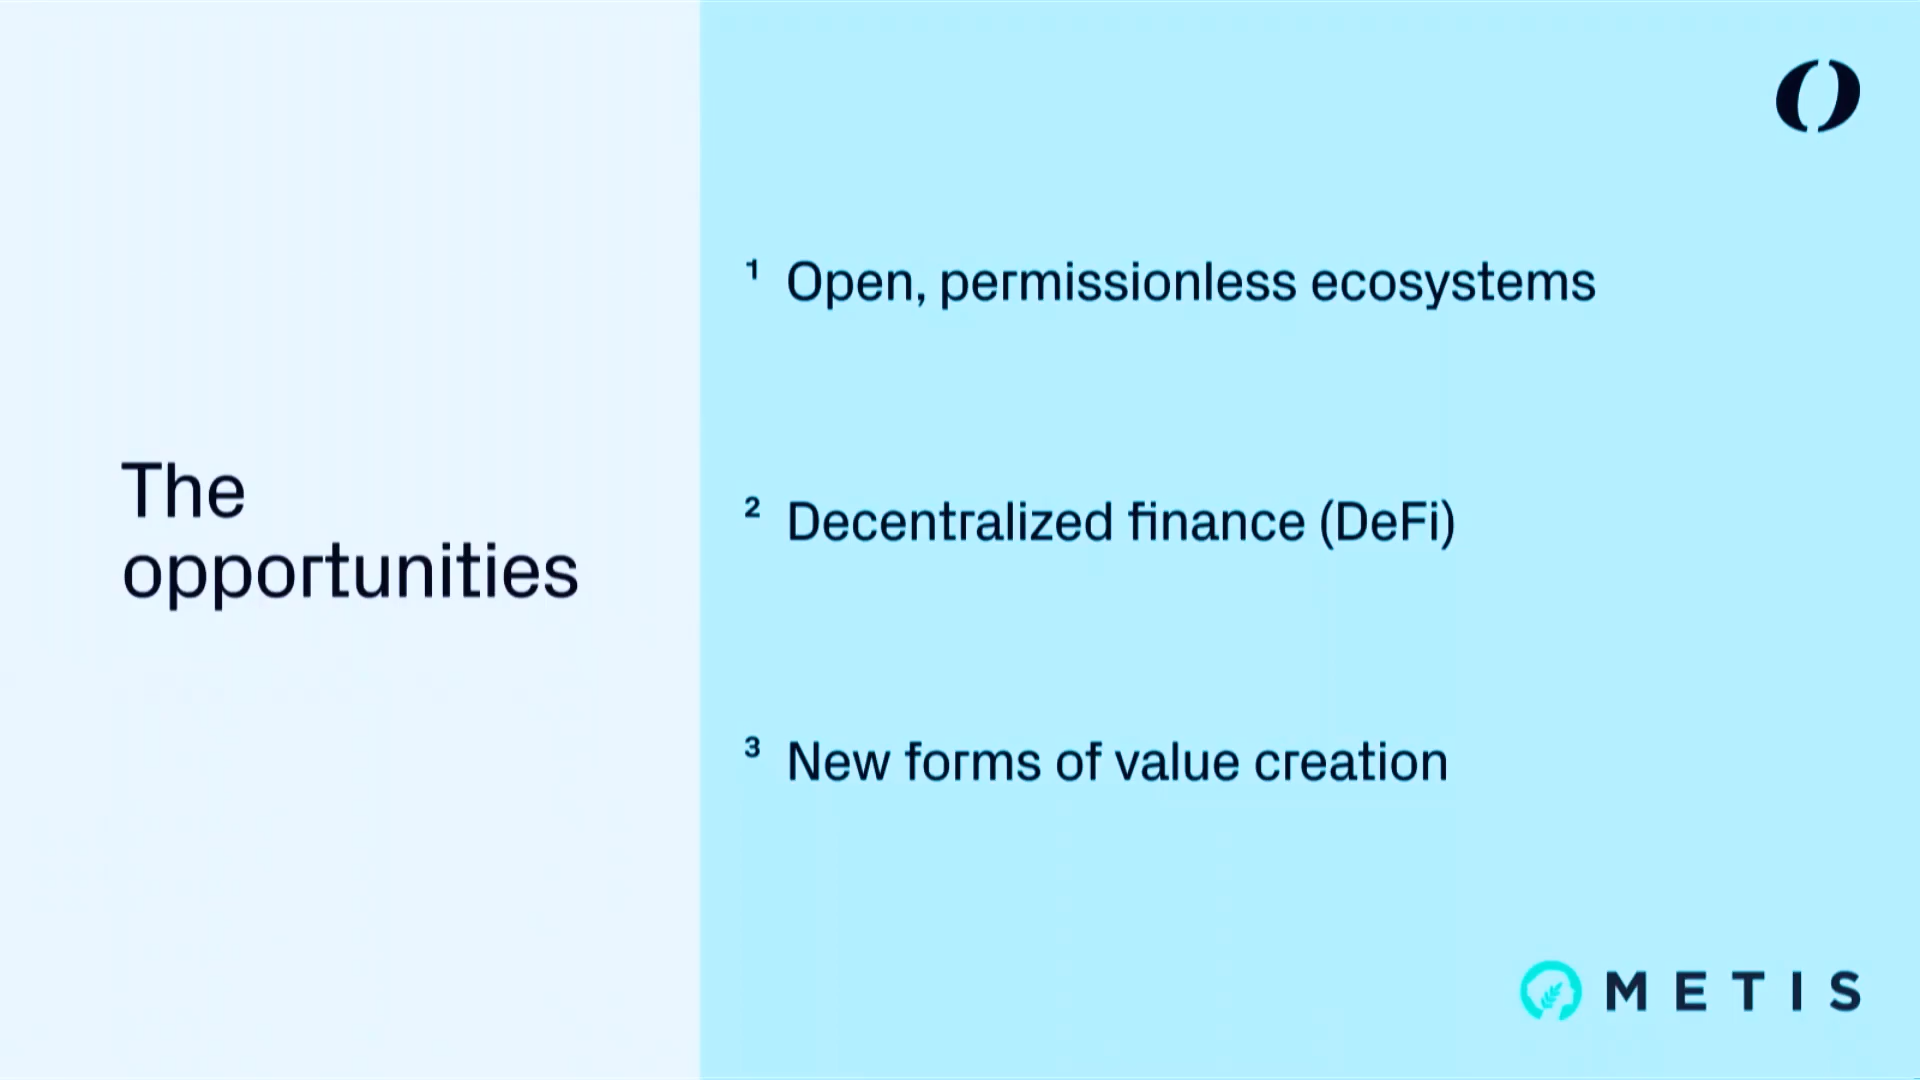 The
opportunities
1 Open, permissionless ecosystems
2 Decentralized finance (DeFi)
3 New forms of value creation
METIS